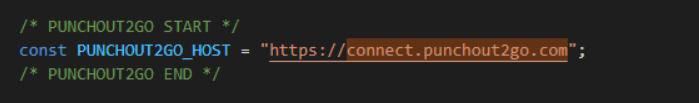 /* PUNCHOUT2GO START */
const PUNCHOUT2GO_HOST = "https://connect.punchout2go.com";
/* PUNCHOUT2GO END */